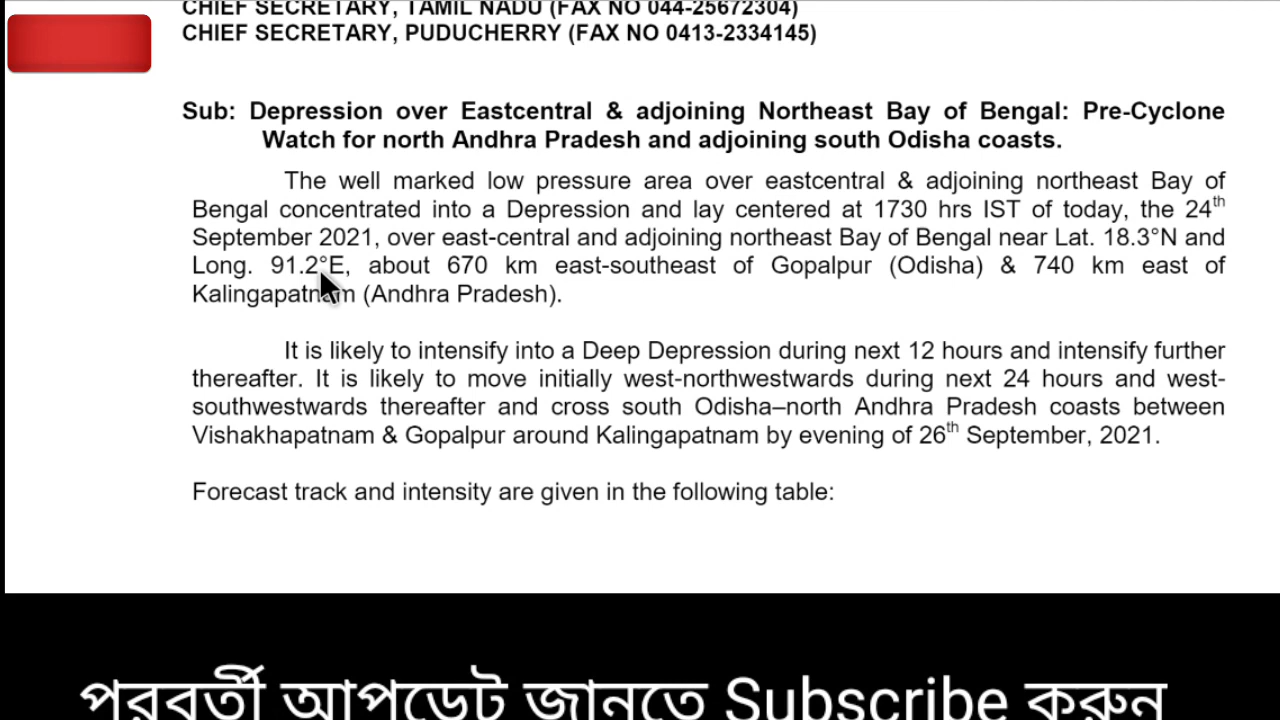 CHIEF SECRETARY, TAMIL NADU (FAX NO 044-25672304)
CHIEF SECRETARY, PUDUCHERRY (FAX NO 0413-2334145)
Sub: Depression over Eastcentral & adjoining Northeast Bay of Bengal: Pre-Cyclone
Watch for north Andhra Pradesh and adjoining south Odisha coasts.
The well marked low pressure area over eastcentral & adjoining northeast Bay of
Bengal concentrated into a Depression and lay centered at 1730 hrs IST of today, the 24th
September 2021, over east-central and adjoining northeast Bay of Bengal near Lat. 18.3°N and
Long. 91.2°E, about 670 km east-southeast of Gopalpur (Odisha) & 740 km east of
Kalingapatnam (Andhra Pradesh).
It is likely to intensify into a Deep Depression during next 12 hours and intensify further
thereafter. It is likely to move initially west-northwestwards during next 24 hours and west-
southwestwards thereafter and cross south Odisha–north Andhra Pradesh coasts between
Vishakhapatnam & Gopalpur around Kalingapatnam by evening of 26th September, 2021.
Forecast track and intensity are given in the following table:
পরবর্তী আপডেট জানতে Subscribe করুন